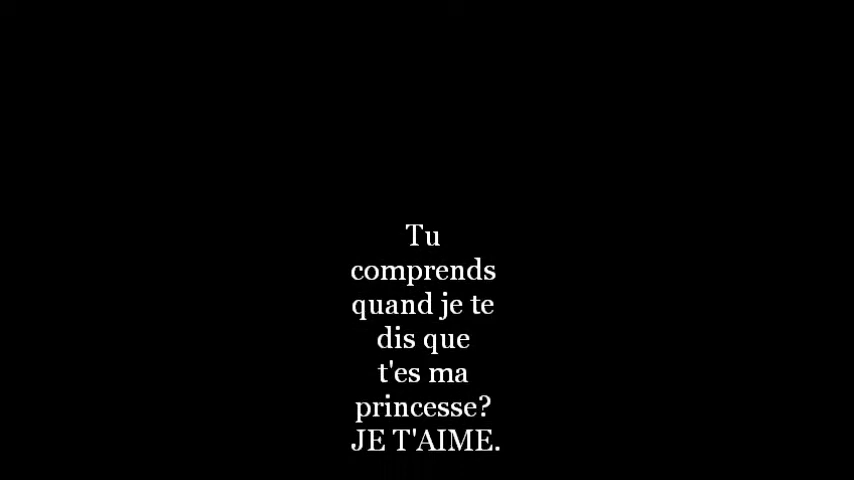 Tu
comprends
quand je te
dis que
t'es ma
princesse?
JE T'AIME.